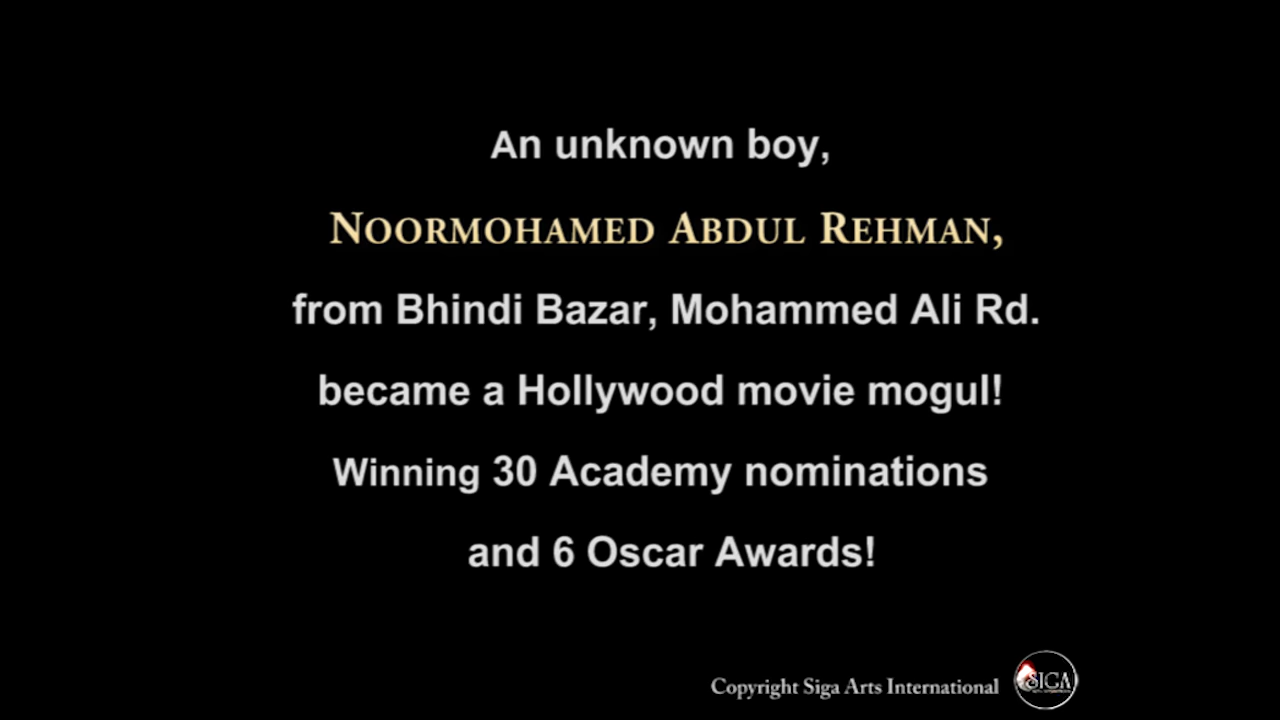 An unknown boy,
NOORMOHAMED ABDUL REHMAN,
from Bhindi Bazar, Mohammed Ali Rd.
became a Hollywood movie mogul!
Winning 30 Academy nominations
and 6 Oscar Awards!
Copyright Siga Arts International
SIGA